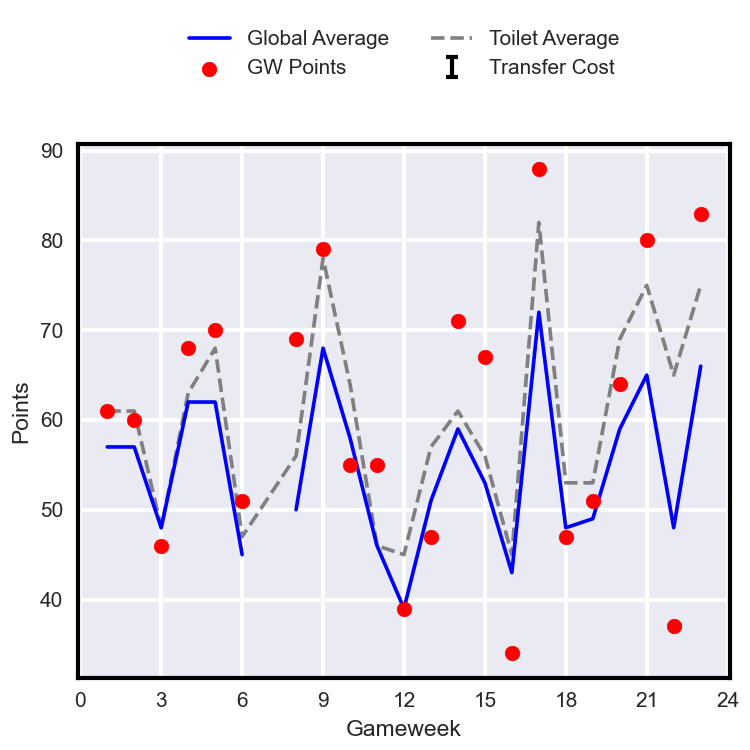 Global Average
Toilet Average
GW Points
Transfer Cost
90
80
70
60
50
40
Points
0 3 6 9 12 15 18 21 24
Gameweek